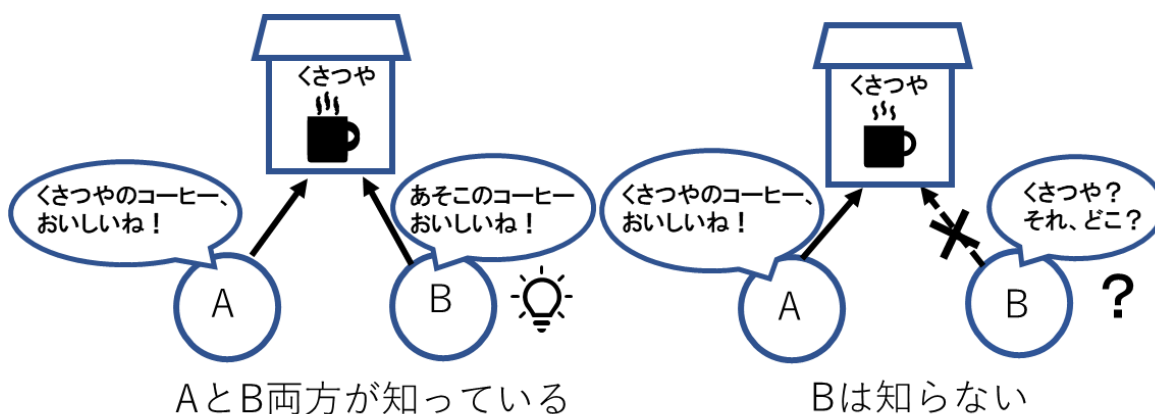 くさつや
くさつやのコーヒー、
おいしいね！
あそこのコーヒー
おいしいね！
A
B
AとB両方が知っている
くさつや
くさつやのコーヒー、
おいしいね！
くさつや？
それ、どこ？
A
B
？
Bは知らない